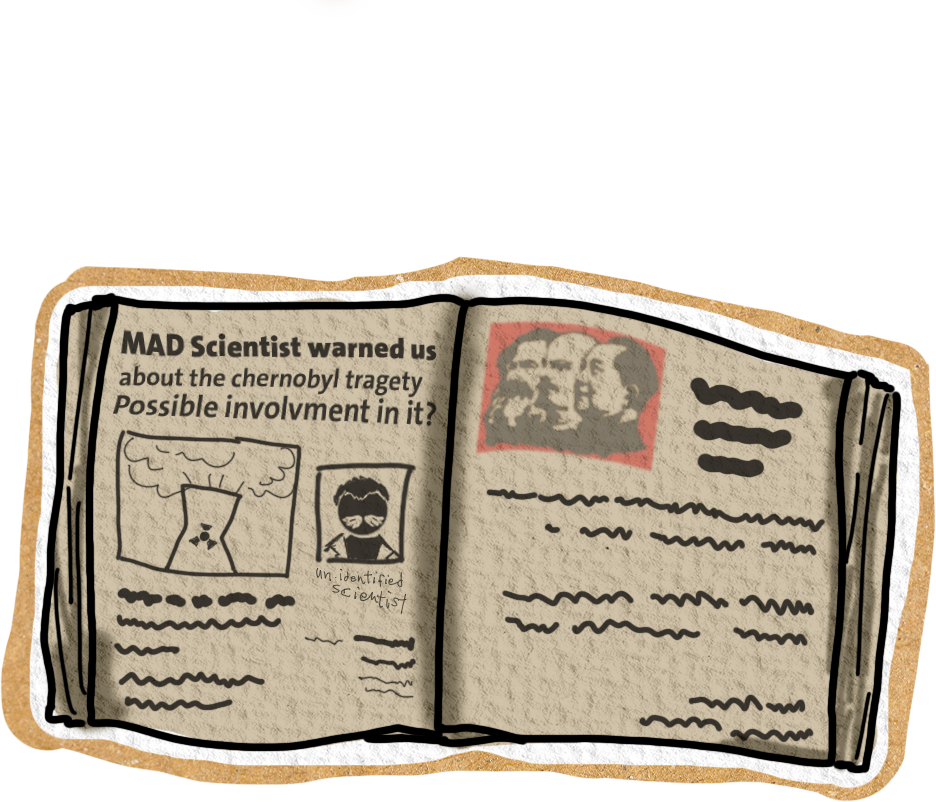 MAD Scientist warned us
about the chernobyl tragety
Possible involvment in it?
un.identified
scientist